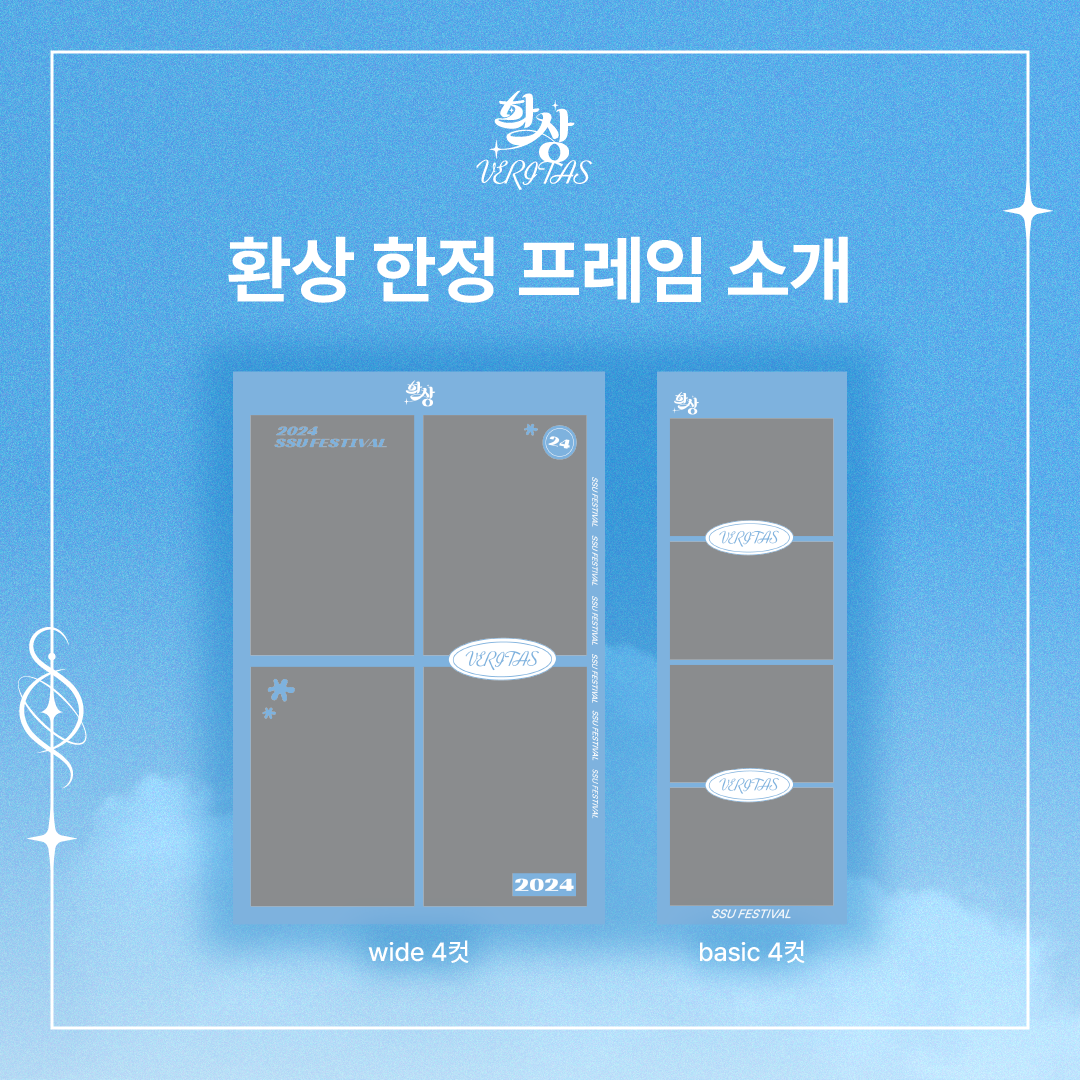 환상
VERITAS
환상 한정 프레임 소개
환상
2024
SSU FESTIVAL
24
SSU FESTIVAL SSU FESTIVAL SSU FESTIVAL SSU FESTIVAL SSU FESTIVAL SSU FESTIVAL
VERITAS
2024
wide 4컷
환상
VERITAS
VERITAS
SSU FESTIVAL
basic 4컷